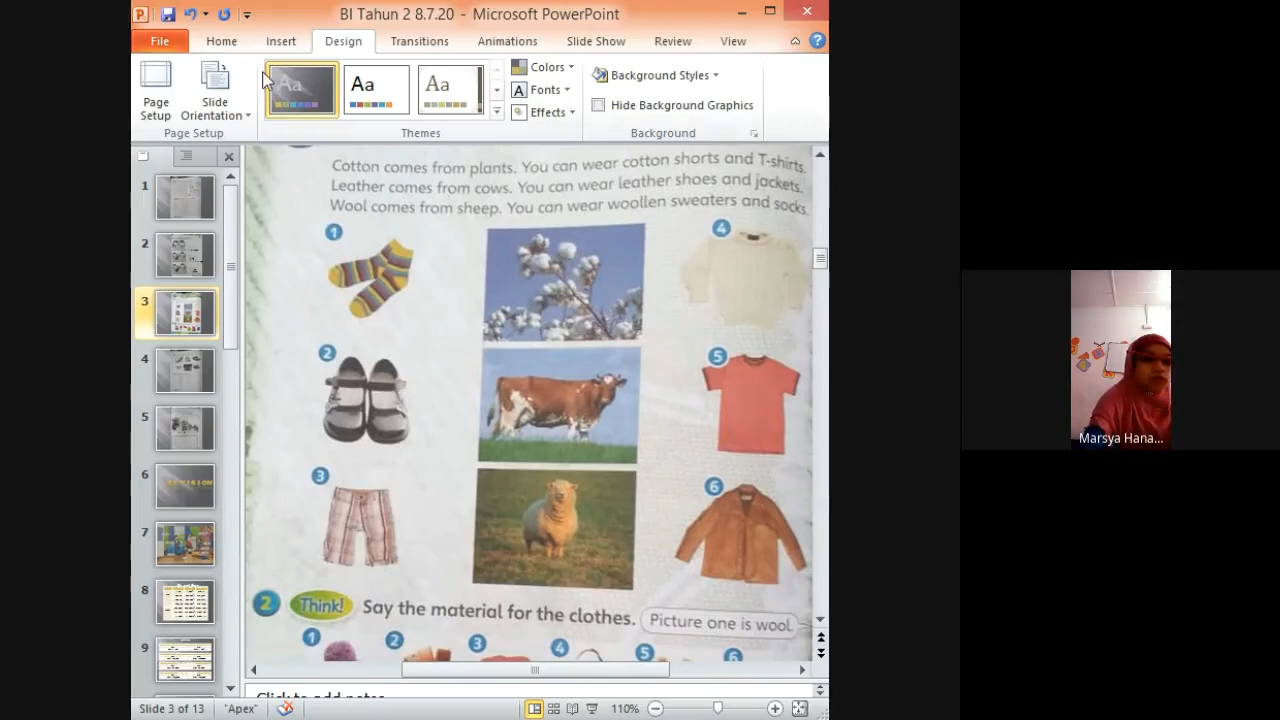 BI Tahun 2 8.7.20 - Microsoft PowerPoint
File Home Insert Design Transitions Animations Slide Show Review View
Aa Aa Aa
Page Setup
Slide Orientation
Colors
Fonts
Effects
Background Styles
Hide Background Graphics
Page Setup Themes Background
Cotton comes from plants. You can wear cotton shorts and T-shirts.
Leather comes from cows. You can wear leather shoes and jackets.
Wool comes from sheep. You can wear woollen sweaters and socks.
1 4
2 5
3 6
2 Think! Say the material for the clothes. Picture one is wool.
1 2 3 4 5 6
1
2
3
4
5
6
7
8
9
Marsya Hana...
Slide 3 of 13 "Apex" 110%